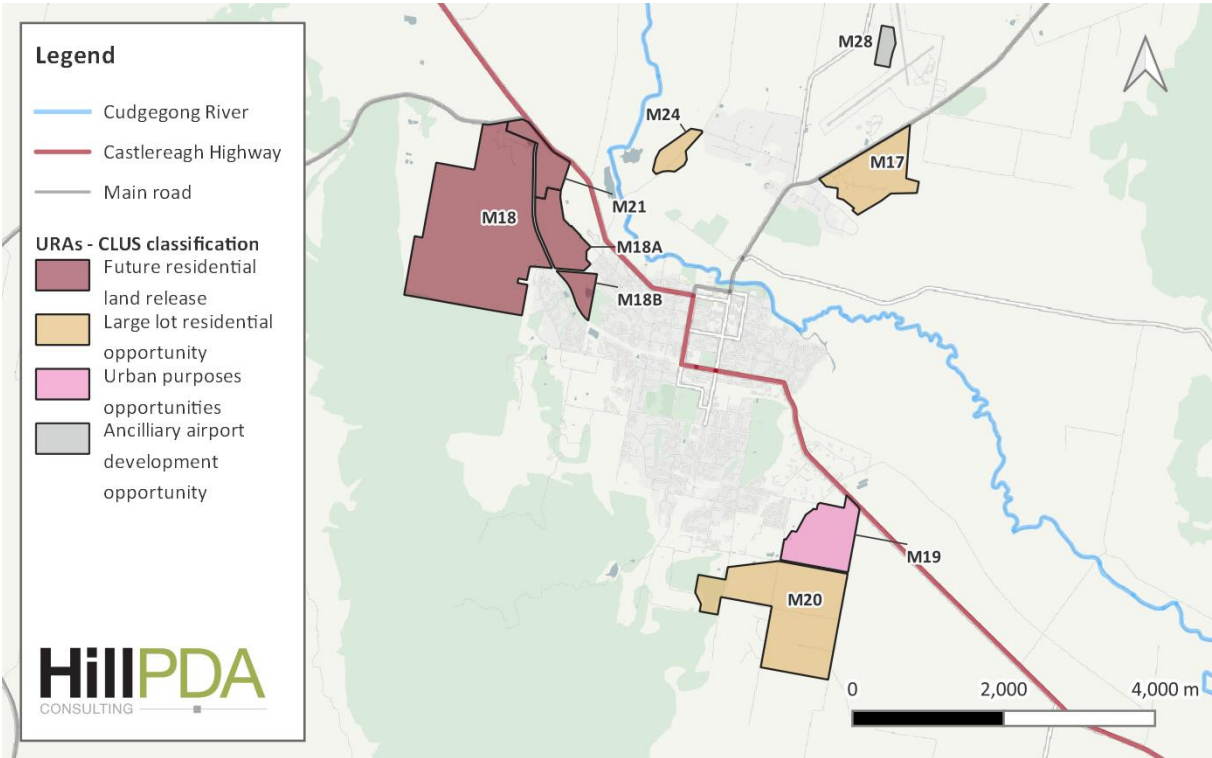 Legend
Cudgegong River
Castlereagh Highway
Main road
URAs - CLUS classification
Future residential
land release
Large lot residential
opportunity
Urban purposes
opportunities
Ancilliary airport
development
opportunity
HillPDA
CONSULTING
M28
M24
M17
M18
M21
M18A
M18B
M19
M20
0 2,000 4,000 m